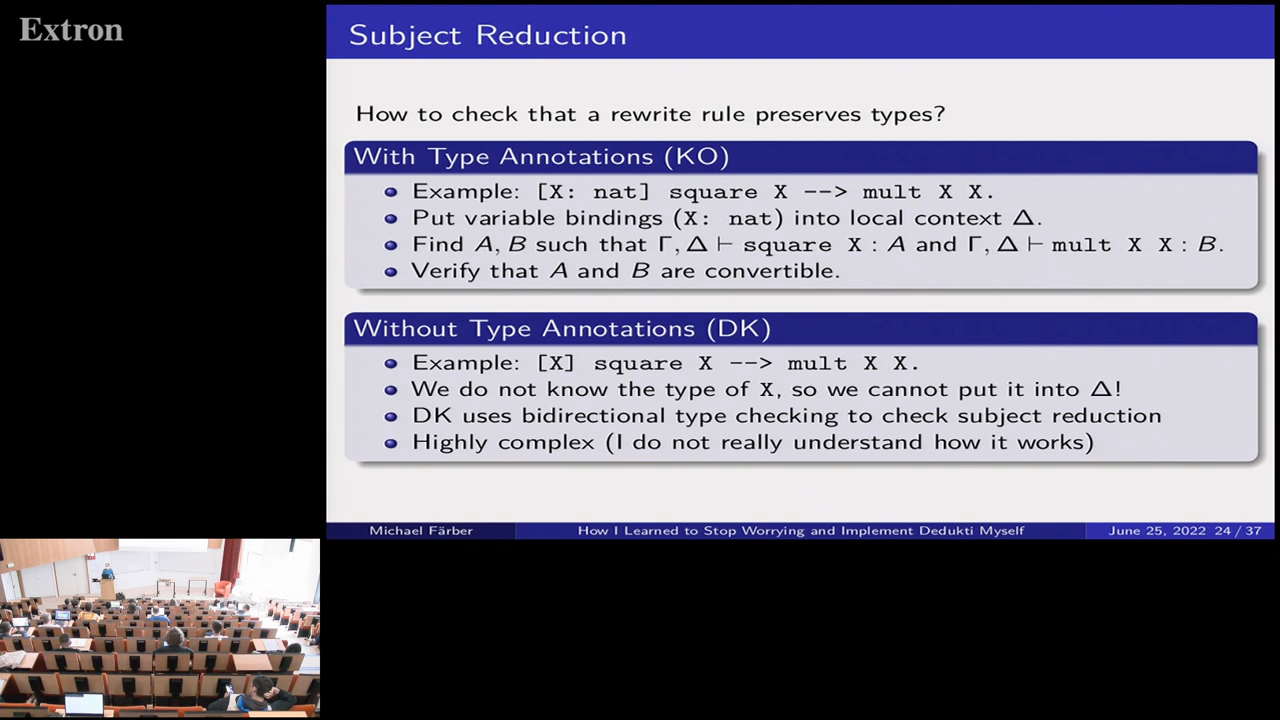 Extron
Subject Reduction
How to check that a rewrite rule preserves types?
With Type Annotations (KO)
Example: [X: nat] square X --> mult X X.
Put variable bindings (X: nat) into local context Δ.
Find A, B such that Γ, Δ ⊢ square X : A and Γ, Δ ⊢ mult X X : B.
Verify that A and B are convertible.
Without Type Annotations (DK)
Example: [X] square X --> mult X X.
We do not know the type of X, so we cannot put it into Δ!
DK uses bidirectional type checking to check subject reduction
Highly complex (I do not really understand how it works)
Michael Färber How I Learned to Stop Worrying and Implement Dedukti Myself June 25, 2022 24 / 37